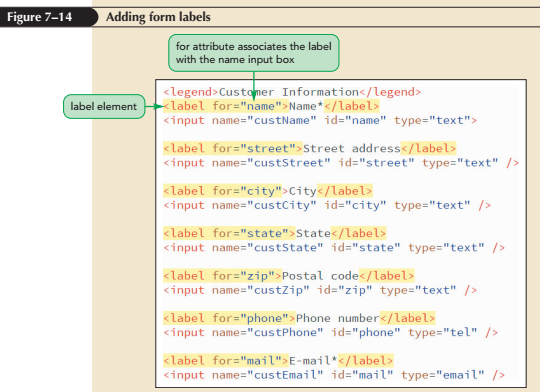 Figure 7–14 Adding form labels
for attribute associates the label
with the name input box
label element
<legend>Customer Information</legend>
<label for="name">Name*</label>
<input name="custName" id="name" type="text">
<label for="street">Street address</label>
<input name="custStreet" id="street" type="text" />
<label for="city">City</label>
<input name="custCity" id="city" type="text" />
<label for="state">State</label>
<input name="custState" id="state" type="text" />
<label for="zip">Postal code</label>
<input name="custZip" id="zip" type="text" />
<label for="phone">Phone number</label>
<input name="custPhone" id="phone" type="tel" />
<label for="mail">E-mail*</label>
<input name="custEmail" id="mail" type="email" />